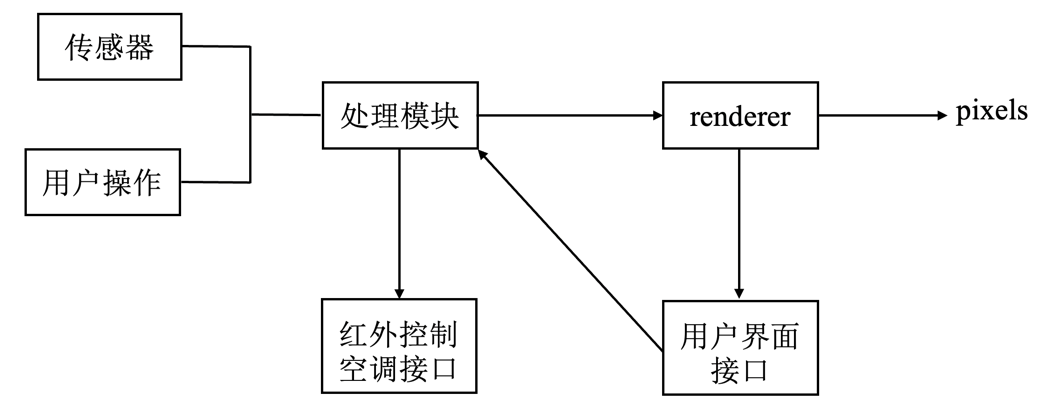 传感器
用户操作
处理模块
renderer
pixels
红外控制
空调接口
用户界面
接口